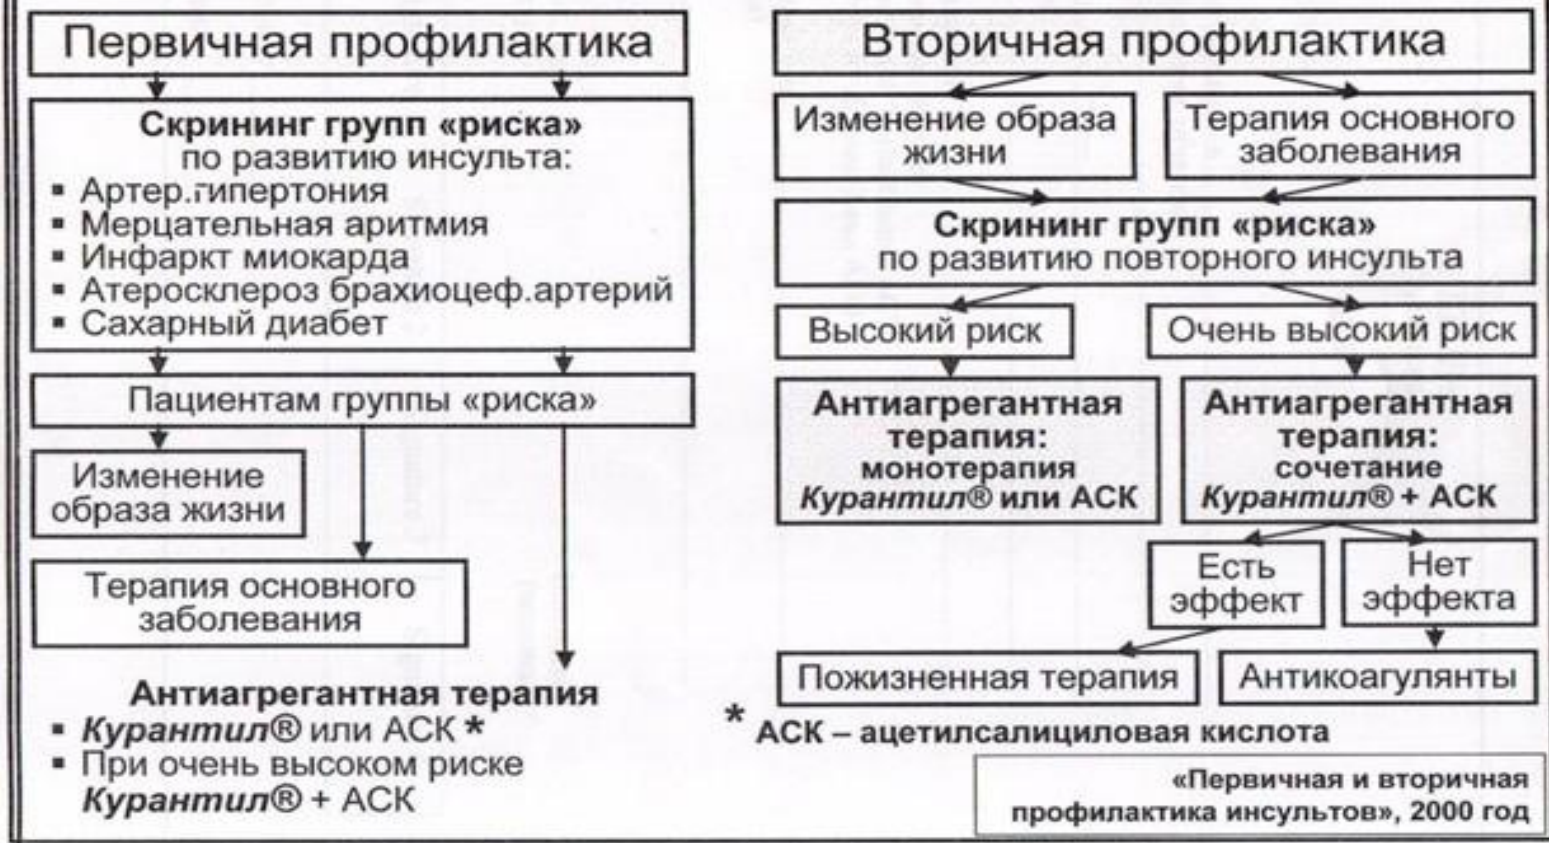 Первичная профилактика
Скрининг групп «риска»
по развитию инсульта:
▪ Артер.гипертония
▪ Мерцательная аритмия
▪ Инфаркт миокарда
▪ Атеросклероз брахиоцеф.артерий
▪ Сахарный диабет
Пациентам группы «риска»
Изменение
образа жизни
Терапия основного
заболевания
Антиагрегантная терапия
▪ Курантил® или АСК *
▪ При очень высоком риске
Курантил® + АСК
Вторичная профилактика
Изменение образа
жизни
Терапия основного
заболевания
Скрининг групп «риска»
по развитию повторного инсульта
Высокий риск
Очень высокий риск
Антиагрегантная
терапия:
монотерапия
Курантил® или АСК
Антиагрегантная
терапия:
сочетание
Курантил® + АСК
Есть
эффект
Нет
эффекта
Пожизненная терапия
Антикоагулянты
* АСК – ацетилсалициловая кислота
«Первичная и вторичная
профилактика инсультов», 2000 год